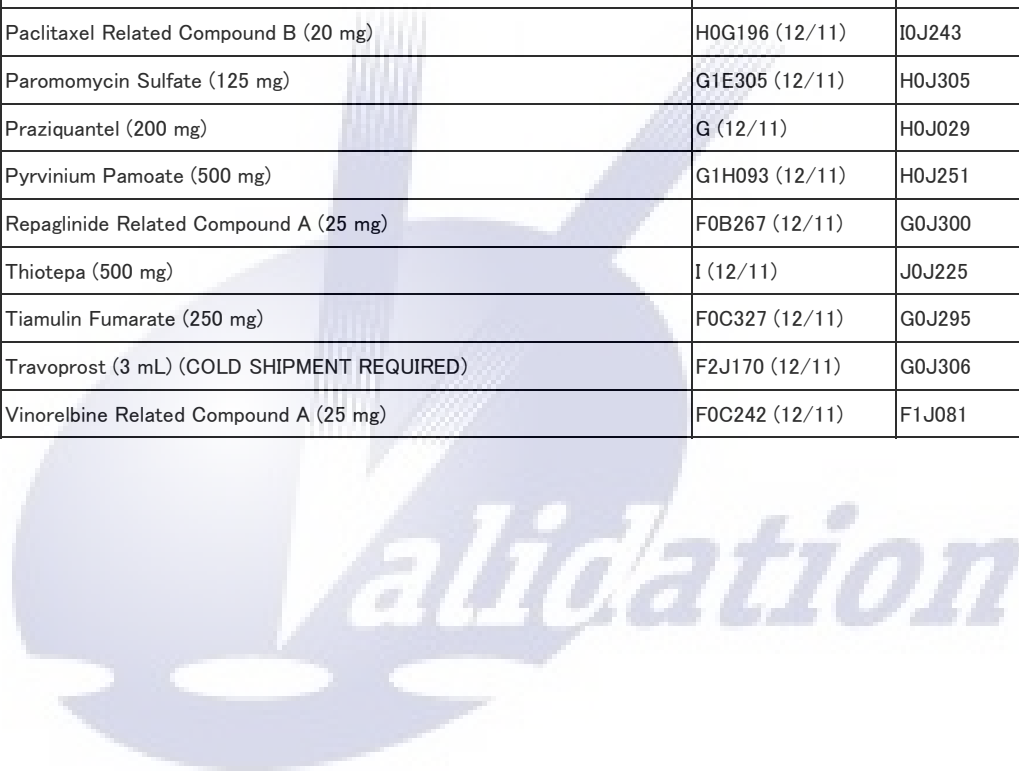 Paclitaxel Related Compound B (20 mg) H0G196 (12/11) I0J243
Paromomycin Sulfate (125 mg) G1E305 (12/11) H0J305
Praziquantel (200 mg) G (12/11) H0J029
Pyrvinium Pamoate (500 mg) G1H093 (12/11) H0J251
Repaglinide Related Compound A (25 mg) F0B267 (12/11) G0J300
Thiotepa (500 mg) I (12/11) J0J225
Tiamulin Fumarate (250 mg) F0C327 (12/11) G0J295
Travoprost (3 mL) (COLD SHIPMENT REQUIRED) F2J170 (12/11) G0J306
Vinorelbine Related Compound A (25 mg) F0C242 (12/11) F1J081
Validation